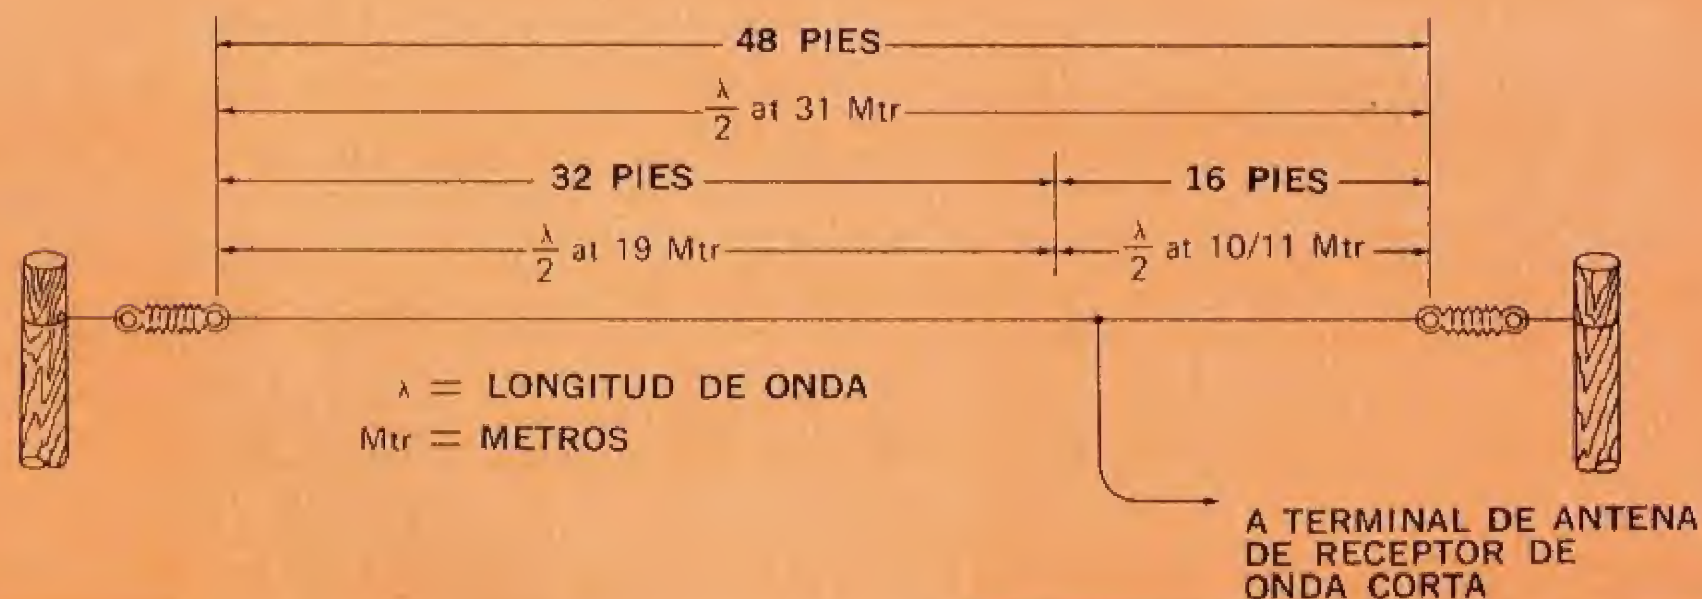 48 PIES
λ/2 at 31 Mtr
32 PIES
16 PIES
λ/2 at 19 Mtr
λ/2 at 10/11 Mtr
λ = LONGITUD DE ONDA
Mtr = METROS
A TERMINAL DE ANTENA
DE RECEPTOR DE
ONDA CORTA